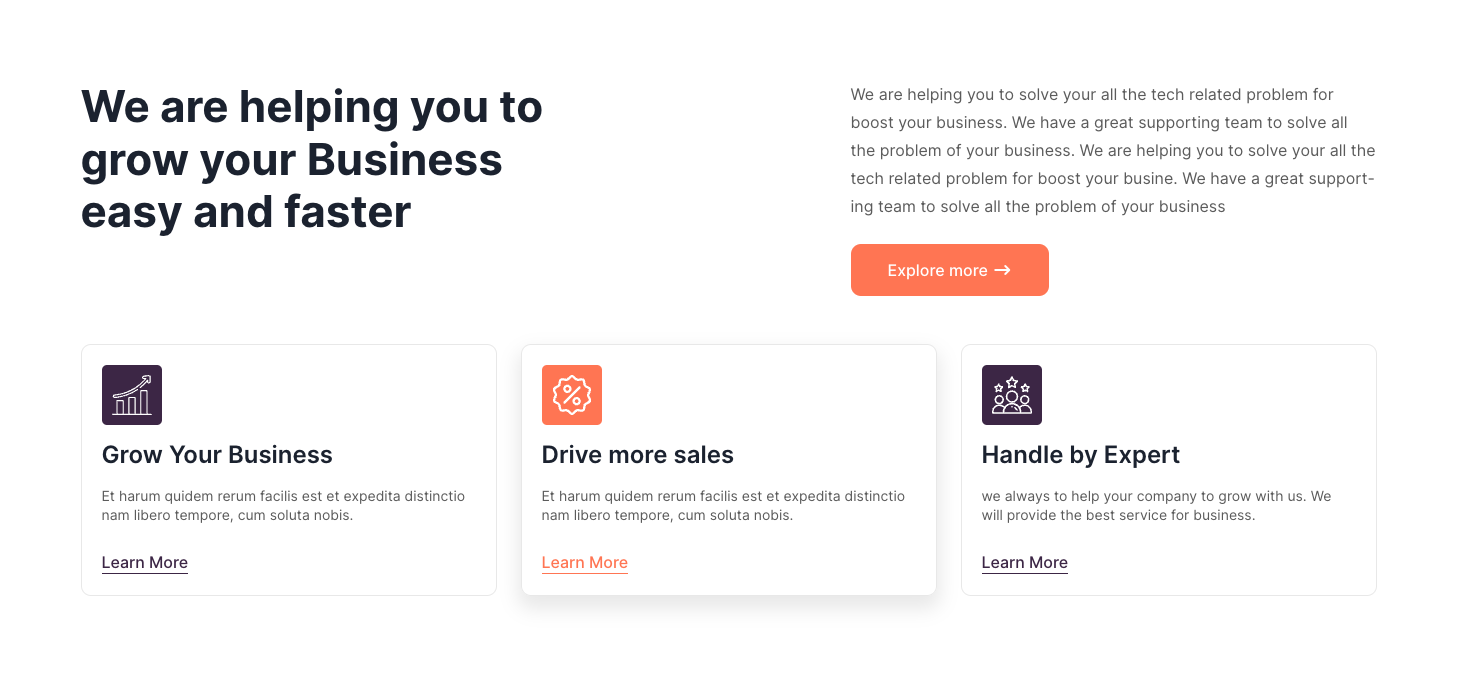 We are helping you to
grow your Business
easy and faster
We are helping you to solve your all the tech related problem for
boost your business. We have a great supporting team to solve all
the problem of your business. We are helping you to solve your all the
tech related problem for boost your busine. We have a great support-
ing team to solve all the problem of your business
Explore more →
Grow Your Business
Et harum quidem rerum facilis est et expedita distinctio
nam libero tempore, cum soluta nobis.
Learn More
Drive more sales
Et harum quidem rerum facilis est et expedita distinctio
nam libero tempore, cum soluta nobis.
Learn More
Handle by Expert
we always to help your company to grow with us. We
will provide the best service for business.
Learn More